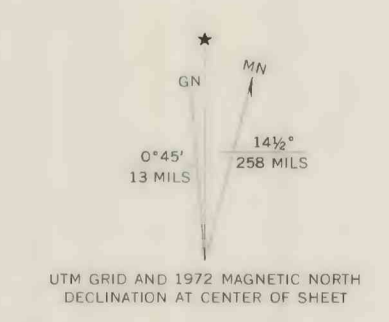 GN
MN
0°45'
13 MILS
14½°
258 MILS
UTM GRID AND 1972 MAGNETIC NORTH
DECLINATION AT CENTER OF SHEET